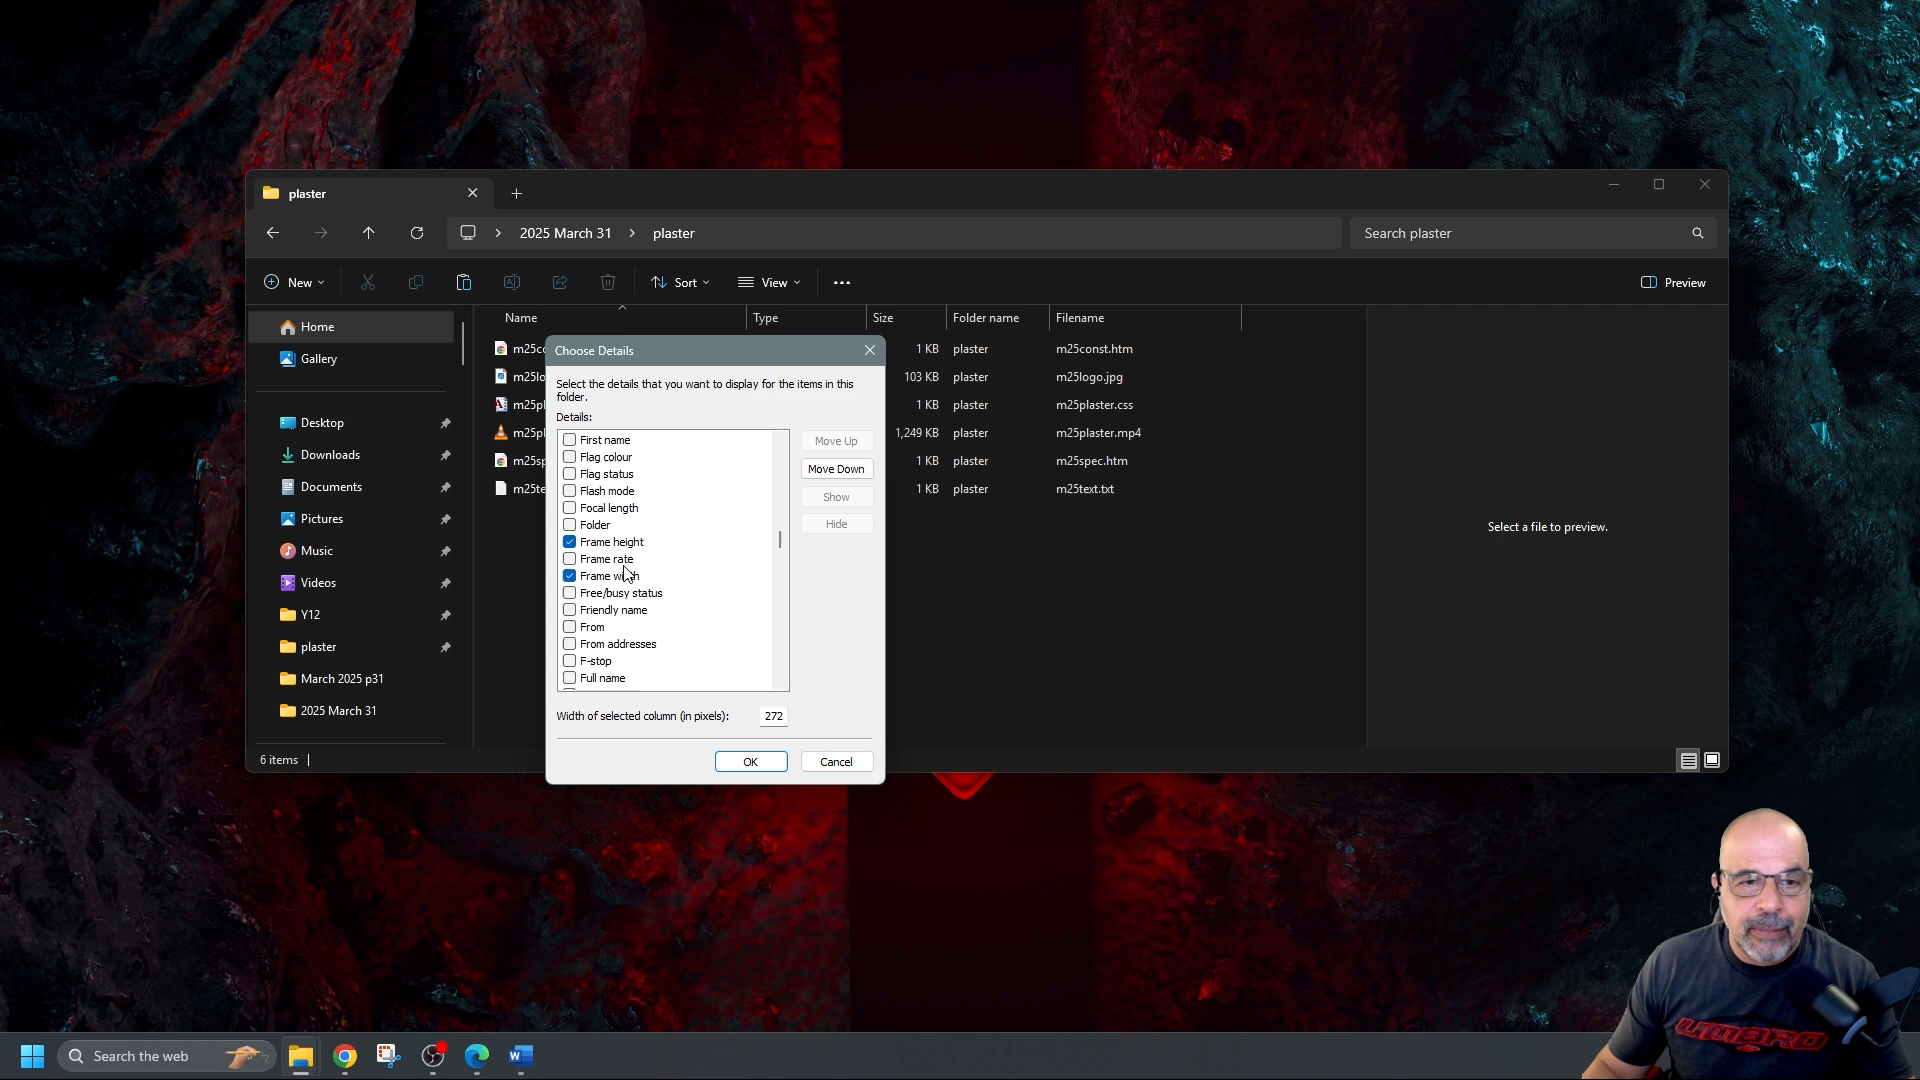 plaster
2025 March 31 > plaster
Search plaster
New
Sort
View
Preview
Home
Gallery
Desktop
Downloads
Documents
Pictures
Music
Videos
Y12
plaster
March 2025 p31
2025 March 31
6 items
Name Type Size Folder name Filename
1 KB plaster m25const.htm
103 KB plaster m25logo.jpg
1 KB plaster m25plaster.css
1,249 KB plaster m25plaster.mp4
1 KB plaster m25spec.htm
1 KB plaster m25text.txt
Select a file to preview.
Choose Details
Select the details that you want to display for the items in this
folder.
Details:
First name
Flag colour
Flag status
Flash mode
Focal length
Folder
Frame height
Frame rate
Frame width
Free/busy status
Friendly name
From
From addresses
F-stop
Full name
Move Up
Move Down
Show
Hide
Width of selected column (in pixels): 272
OK
Cancel
Search the web
UMBRO